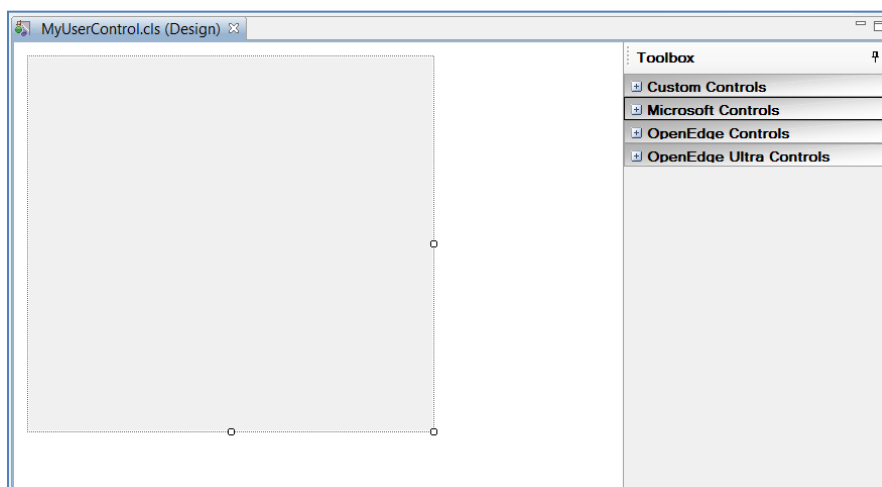 MyUserControl.cls (Design)
Toolbox
Custom Controls
Microsoft Controls
OpenEdge Controls
OpenEdge Ultra Controls